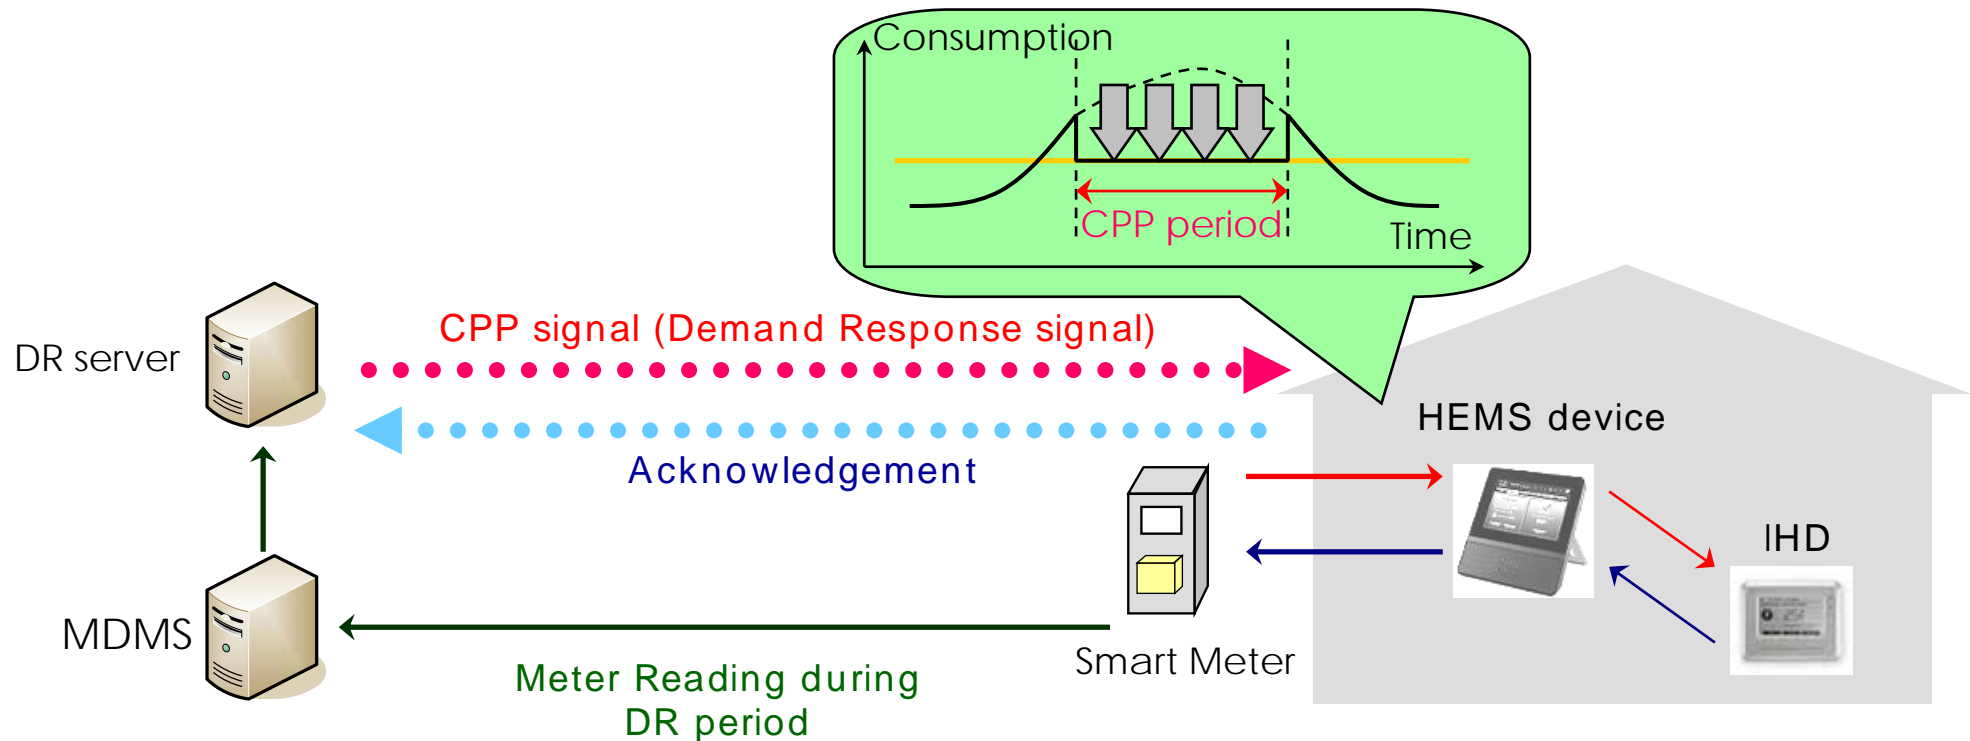 Consumption
CPP period
Time
CPP signal (Demand Response signal)
DR server
HEMS device
Acknowledgement
IHD
MDMS
Smart Meter
Meter Reading during
DR period